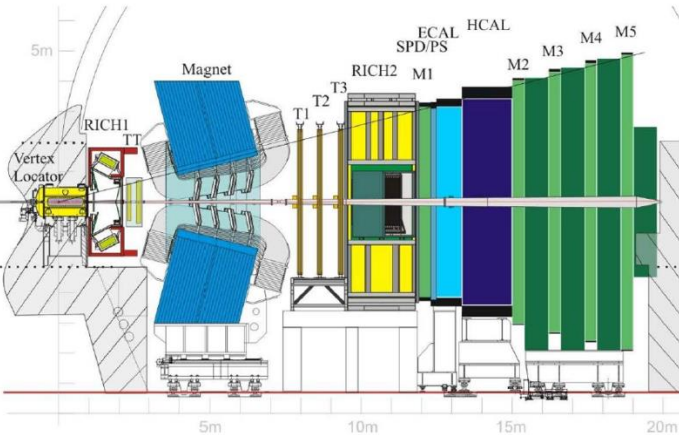 5m
Magnet
RICH1
TT
Vertex
Locator
T1
T2
T3
RICH2
SPD/PS
ECAL
HCAL
M1
M2
M3
M4
M5
5m
10m
15m
20m